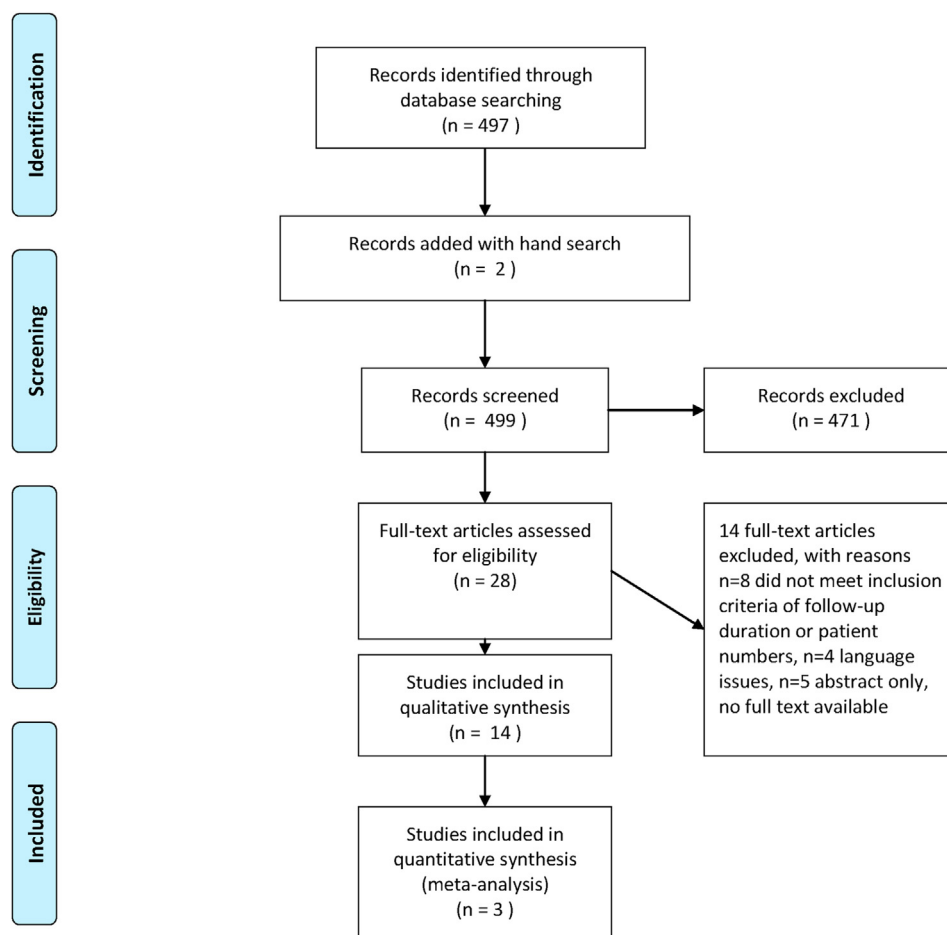 Identification
Records identified through
database searching
(n = 497 )
Records added with hand search
(n =  2 )
Screening
Records screened
(n =  499 )
Records excluded
(n = 471 )
Eligibility
Full-text articles assessed
for eligibility
(n = 28)
14 full-text articles
excluded, with reasons
n=8 did not meet inclusion
criteria of follow-up
duration or patient
numbers, n=4 language
issues, n=5 abstract only,
no full text available
Studies included in
qualitative synthesis
(n =  14 )
Included
Studies included in
quantitative synthesis
(meta-analysis)
(n = 3 )